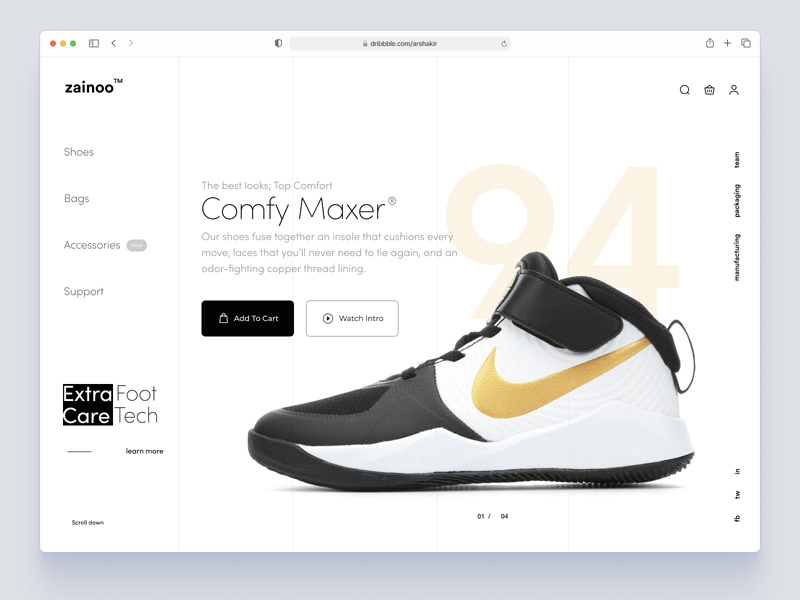 dribbble.com/arshakir
zainoo™
Shoes
Bags
Accessories New
Support
Extra Foot
Care Tech
learn more
Scroll down
94
The best looks; Top Comfort
Comfy Maxer®
Our shoes fuse together an insole that cushions every
move, laces that you’ll never need to tie again, and an
odor-fighting copper thread lining.
Add To Cart
Watch Intro
01 / 04
team
packaging
manufacturing
in
tw
fb